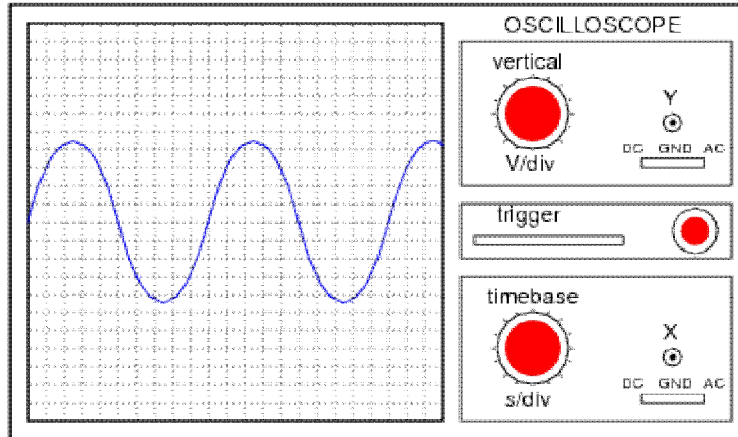 OSCILLOSCOPE
vertical
Y
DC GND AC
V/div
trigger
timebase
X
DC GND AC
s/div